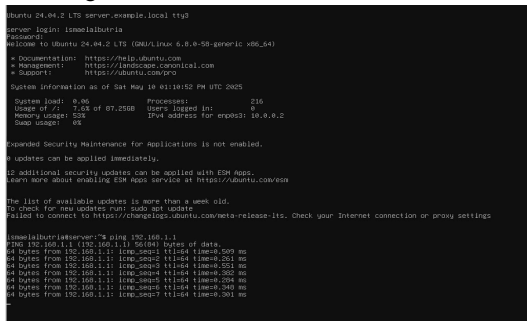 Ubuntu 24.04.2 LTS server.example.local tty3
server login: ismaelalbutria
Password:
Welcome to Ubuntu 24.04.2 LTS (GNU/Linux 6.8.0-58-generic x86_64)
* Documentation: https://help.ubuntu.com
* Management: https://landscape.canonical.com
* Support: https://ubuntu.com/pro
System information as of Sat May 10 01:10:52 PM UTC 2025
System load: 0.06 Processes: 216
Usage of /: 7.6% of 87.25GB Users logged in: 0
Memory usage: 53% IPv4 address for enp0s3: 10.0.0.2
Swap usage: 0%
Expanded Security Maintenance for Applications is not enabled.
0 updates can be applied immediately.
12 additional security updates can be applied with ESM Apps.
Learn more about enabling ESM Apps service at https://ubuntu.com/esm
The list of available updates is more than a week old.
To check for new updates run: sudo apt update
Failed to connect to https://changelogs.ubuntu.com/meta-release-lts. Check your Internet connection or proxy settings
ismaelalbutria@server:~$ ping 192.168.1.1
PING 192.168.1.1 (192.168.1.1) 56(84) bytes of data.
64 bytes from 192.168.1.1: icmp_seq=1 ttl=64 time=0.509 ms
64 bytes from 192.168.1.1: icmp_seq=2 ttl=64 time=0.261 ms
64 bytes from 192.168.1.1: icmp_seq=3 ttl=64 time=0.551 ms
64 bytes from 192.168.1.1: icmp_seq=4 ttl=64 time=0.382 ms
64 bytes from 192.168.1.1: icmp_seq=5 ttl=64 time=0.284 ms
64 bytes from 192.168.1.1: icmp_seq=6 ttl=64 time=0.348 ms
64 bytes from 192.168.1.1: icmp_seq=7 ttl=64 time=0.301 ms